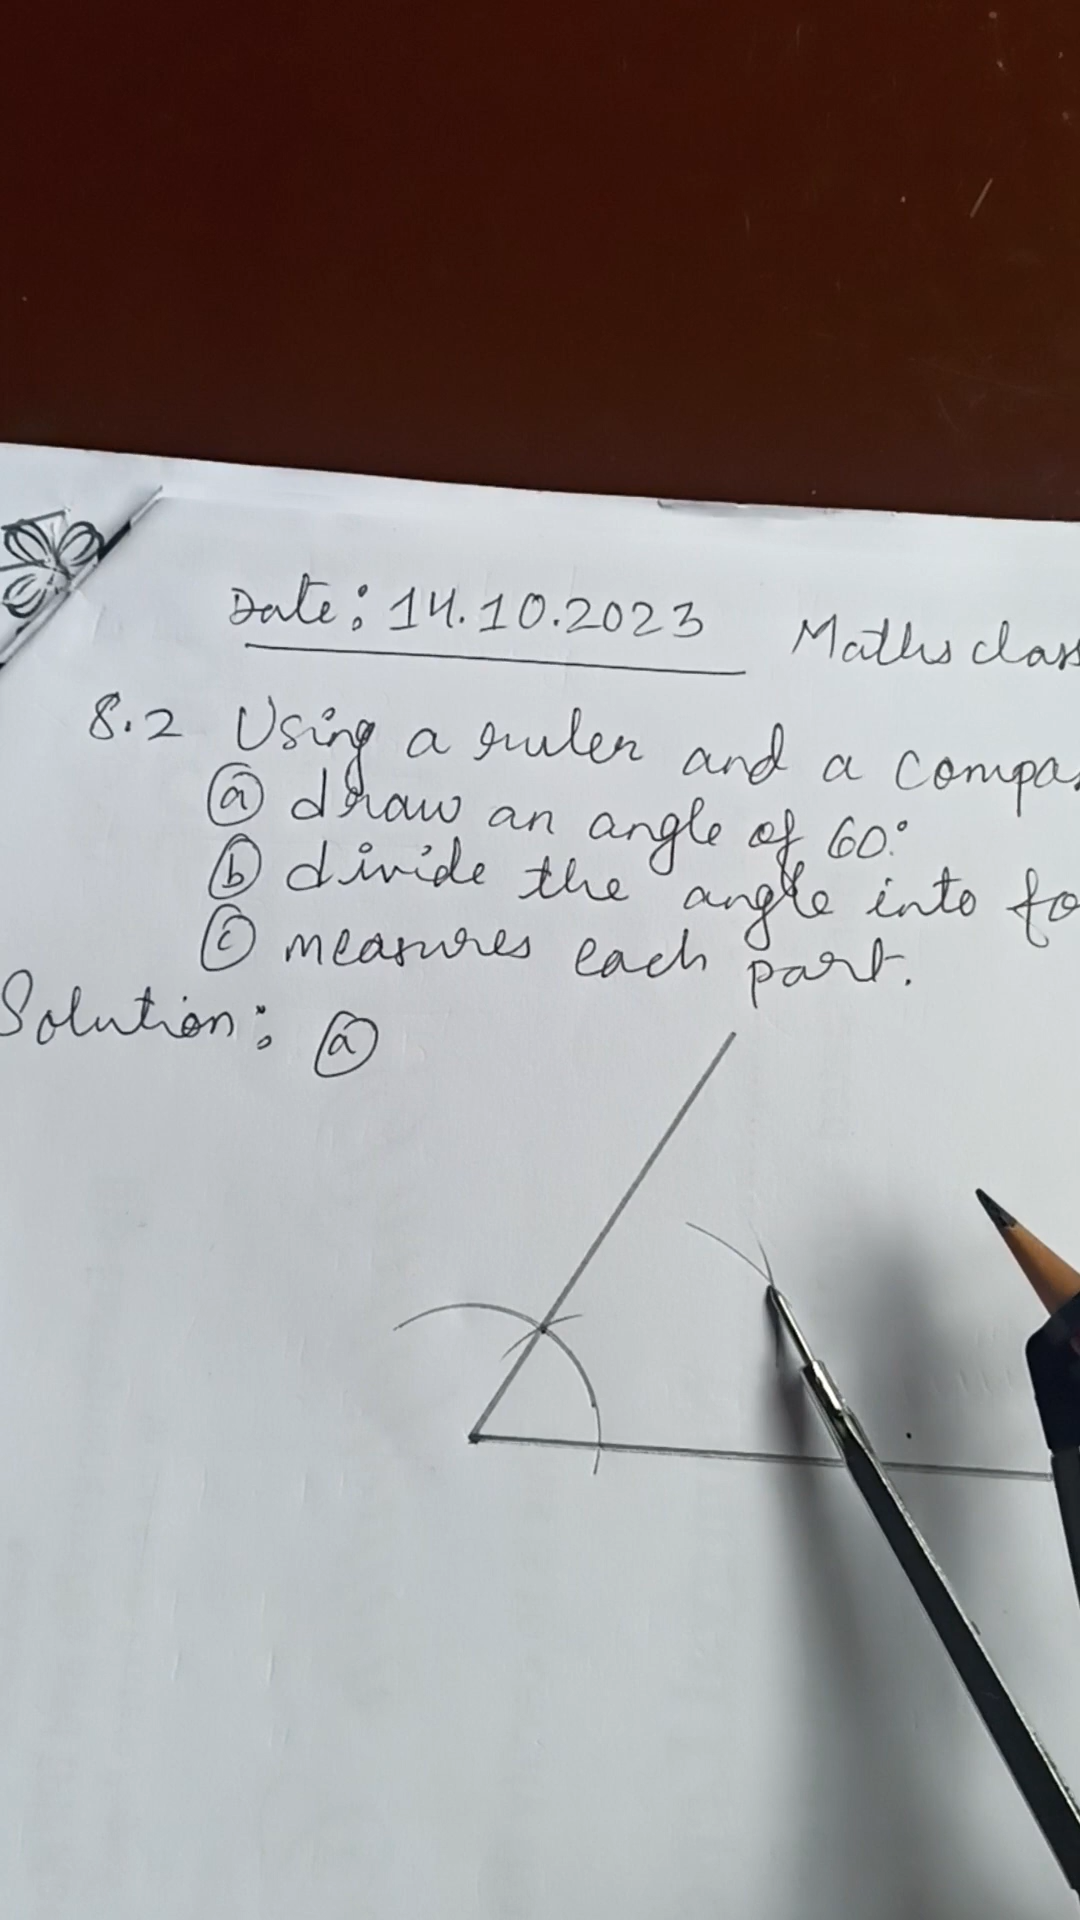 Date: 14.10.2023 Maths
8.2 Using a ruler and a
ⓐ draw an angle of 60°
ⓑ divide the angle into
ⓒ measures each part.
Solution: ⓐ